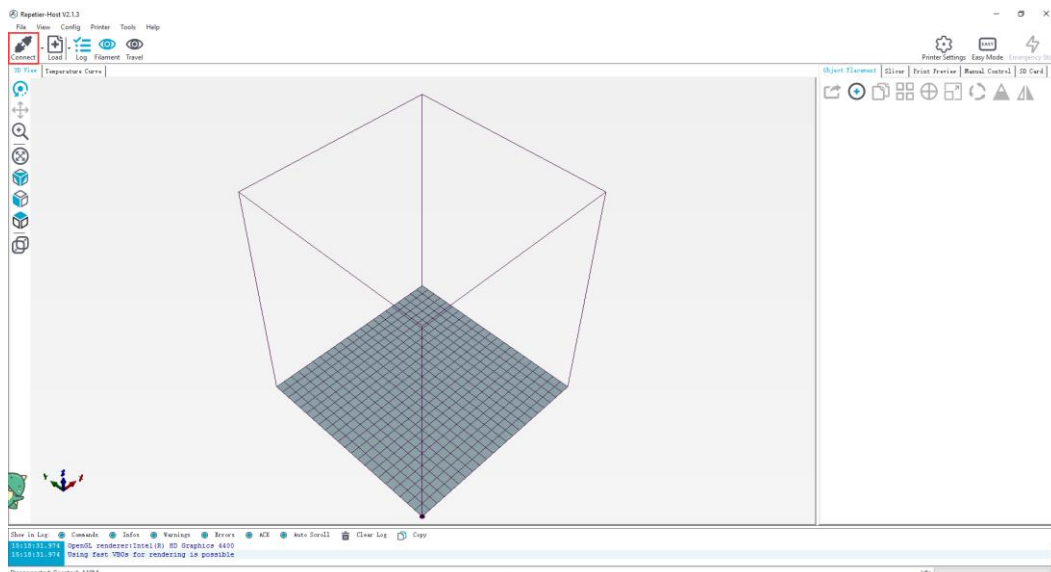 Repetier-Host V2.1.3
File View Config Printer Tools Help
Connect Load Log Filament Travel
Printer Settings Easy Mode Emergency
EASY
3D View Temperature Curve
Object Placement Slicer Print Preview Manual Control SD Card
Show in Log: Commands Infos Warnings Errors ACK Auto Scroll Clear Log Copy
15:18:31.974 OpenGL renderer:Intel(R) HD Graphics 4400
15:18:31.974 Using fast VBOs for rendering is possible